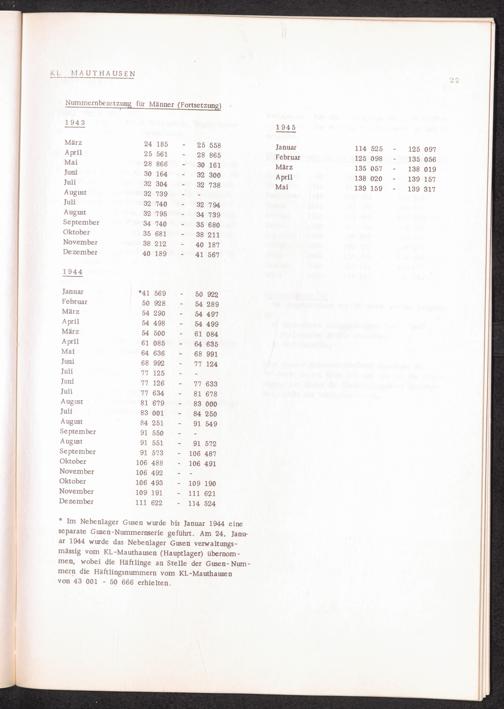 KL MAUTHAUSEN
22
Nummernbesetzung für Männer (Fortsetzung)
1943
März 24 185 - 25 558
April 25 561 - 28 865
Mai 28 866 - 30 161
Juni 30 164 - 32 300
Juli 32 304 - 32 738
August 32 739 - -
Juli 32 740 - 32 794
August 32 795 - 34 739
September 34 740 - 35 680
Oktober 35 681 - 38 211
November 38 212 - 40 187
Dezember 40 189 - 41 567
1944
Januar *41 569 - 50 922
Februar 50 928 - 54 289
März 54 290 - 54 497
April 54 498 - 54 499
März 54 500 - 61 084
April 61 085 - 64 635
Mai 64 636 - 68 991
Juni 68 992 - 77 124
Juli 77 125 - -
Juni 77 126 - 77 633
Juli 77 634 - 81 678
August 81 679 - 83 000
Juli 83 001 - 84 250
August 84 251 - 91 549
September 91 550 - -
August 91 551 - 91 572
September 91 573 - 106 487
Oktober 106 488 - 106 491
November 106 492 - -
Oktober 106 493 - 109 190
November 109 191 - 111 621
Dezember 111 622 - 114 524
* Im Nebenlager Gusen wurde bis Januar 1944 eine
separate Gusen-Nummernserie geführt. Am 24. Janu-
ar 1944 wurde das Nebenlager Gusen verwaltungs-
mässig vom KL-Mauthausen (Hauptlager) übernom-
men, wobei die Häftlinge an Stelle der Gusen-Num-
mern die Häftlingsnummern vom KL-Mauthausen
von 43 001 - 50 666 erhielten.
1945
Januar 114 525 - 125 097
Februar 125 098 - 135 056
März 135 057 - 138 019
April 138 020 - 139 157
Mai 139 159 - 139 317